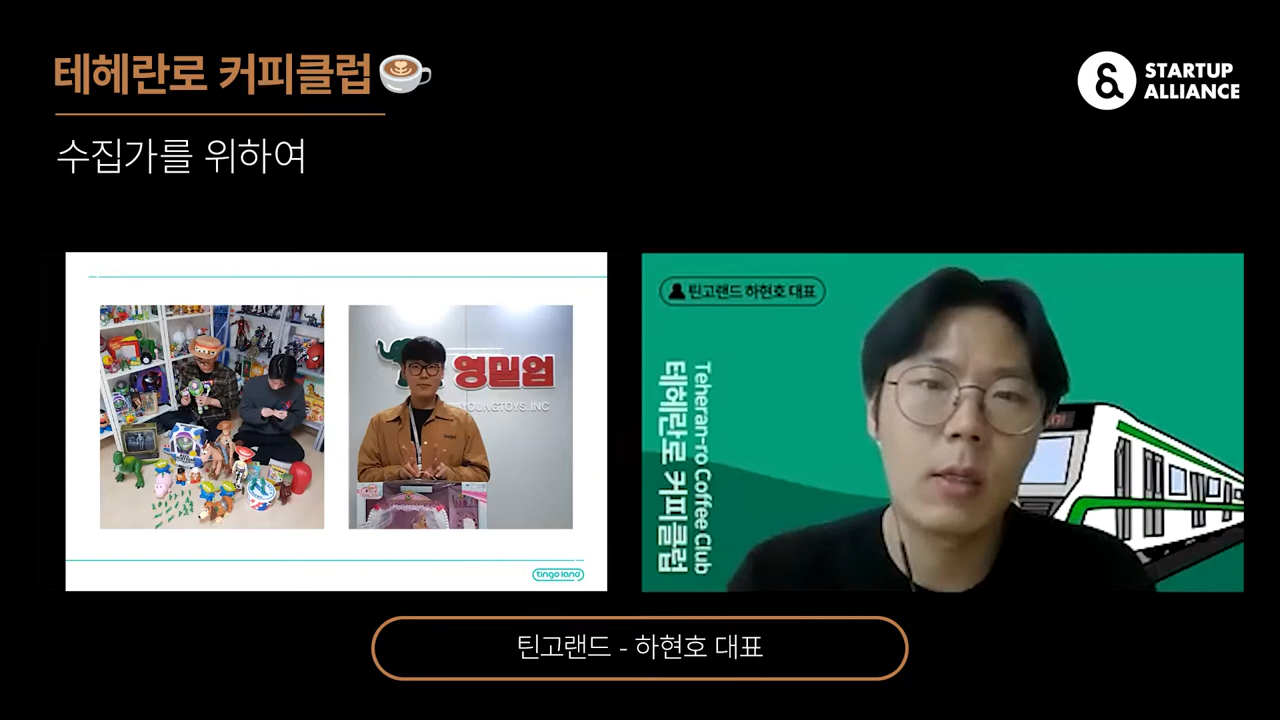 테헤란로 커피클럽
STARTUP
ALLIANCE
수집가를 위하여
영밀엄
YOUNGTOYS.INC
tingo land
틴고랜드 하현호 대표
Teheran-ro Coffee Club
테헤란로 커피클럽
틴고랜드 - 하현호 대표